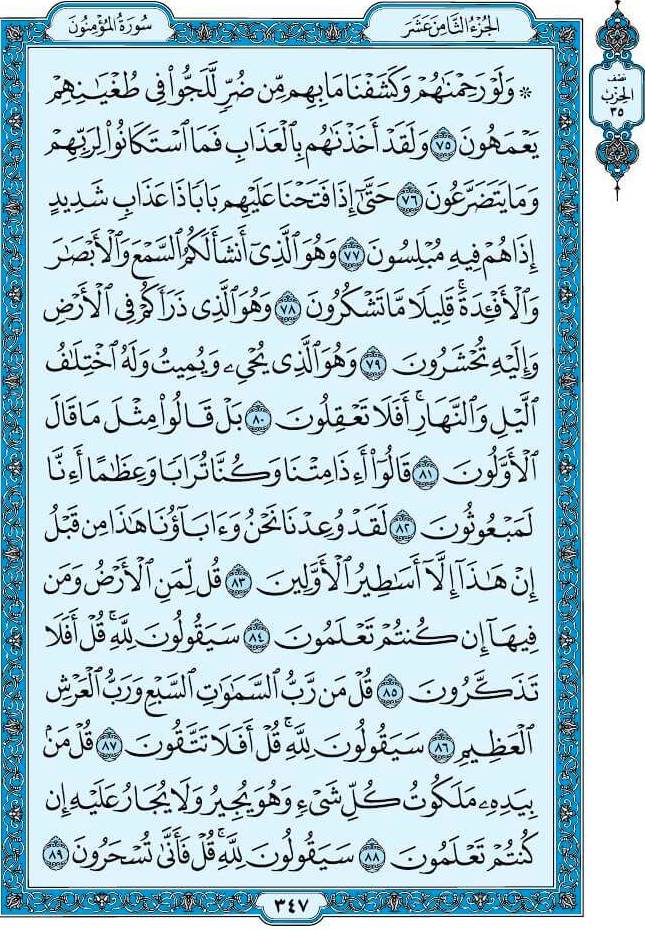 سُورَةُ المُؤْمِنُونَ
الجُزْءُ الثَّامِنَ عَشَرَ
نصف
الحزب
٣٥
۞ وَلَوْ رَحِمْنَٰهُمْ وَكَشَفْنَا مَا بِهِم مِّن ضُرٍّ لَّلَجُّوا۟ فِى طُغْيَٰنِهِمْ
يَعْمَهُونَ ٧٥ وَلَقَدْ أَخَذْنَٰهُم بِٱلْعَذَابِ فَمَا ٱسْتَكَانُوا۟ لِرَبِّهِمْ
وَمَا يَتَضَرَّعُونَ ٧٦ حَتَّىٰٓ إِذَا فَتَحْنَا عَلَيْهِم بَابًا ذَا عَذَابٍ شَدِيدٍ
إِذَا هُمْ فِيهِ مُبْلِسُونَ ٧٧ وَهُوَ ٱلَّذِىٓ أَنشَأَ لَكُمُ ٱلسَّمْعَ وَٱلْأَبْصَٰرَ
وَٱلْأَفْـِٔدَةَ ۚ قَلِيلًا مَّا تَشْكُرُونَ ٧٨ وَهُوَ ٱلَّذِى ذَرَأَكُمْ فِى ٱلْأَرْضِ
وَإِلَيْهِ تُحْشَرُونَ ٧٩ وَهُوَ ٱلَّذِى يُحْىِۦ وَيُمِيتُ وَلَهُ ٱخْتِلَٰفُ
ٱلَّيْلِ وَٱلنَّهَارِ ۚ أَفَلَا تَعْقِلُونَ ٨٠ بَلْ قَالُوا۟ مِثْلَ مَا قَالَ
ٱلْأَوَّلُونَ ٨١ قَالُوٓا۟ أَءِذَا مِتْنَا وَكُنَّا تُرَابًا وَعِظَٰمًا أَءِنَّا
لَمَبْعُوثُونَ ٨٢ لَقَدْ وُعِدْنَا نَحْنُ وَءَابَآؤُنَا هَٰذَا مِن قَبْلُ
إِنْ هَٰذَآ إِلَّآ أَسَٰطِيرُ ٱلْأَوَّلِينَ ٨٣ قُل لِّمَنِ ٱلْأَرْضُ وَمَن
فِيهَآ إِن كُنتُمْ تَعْلَمُونَ ٨٤ سَيَقُولُونَ لِلَّهِ ۚ قُلْ أَفَلَا
تَذَكَّرُونَ ٨٥ قُلْ مَن رَّبُّ ٱلسَّمَٰوَٰتِ ٱلسَّبْعِ وَرَبُّ ٱلْعَرْشِ
ٱلْعَظِيمِ ٨٦ سَيَقُولُونَ لِلَّهِ ۚ قُلْ أَفَلَا تَتَّقُونَ ٨٧ قُلْ مَنۢ
بِيَدِهِۦ مَلَكُوتُ كُلِّ شَىْءٍ وَهُوَ يُجِيرُ وَلَا يُجَارُ عَلَيْهِ إِن
كُنتُمْ تَعْلَمُونَ ٨٨ سَيَقُولُونَ لِلَّهِ ۚ قُلْ فَأَنَّىٰ تُسْحَرُونَ ٨٩
٣٤٧